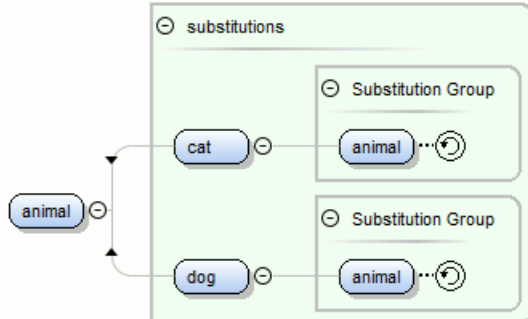 substitutions
Substitution Group
cat
animal
animal
Substitution Group
dog
animal